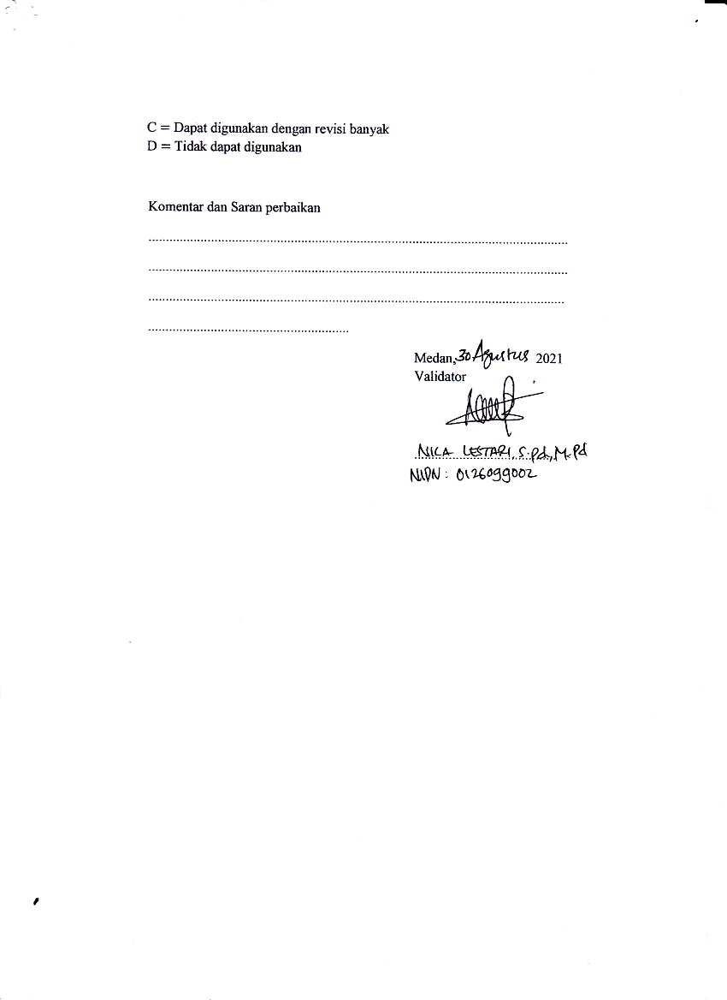 C = Dapat digunakan dengan revisi banyak
D = Tidak dapat digunakan
Komentar dan Saran perbaikan
........................................................................................................................
........................................................................................................................
.......................................................................................................................
..........................................................
Medan, 30 Agustus 2021
Validator
NILA LESTARI, S.Pd., M.Pd
NIDN : 0126099002